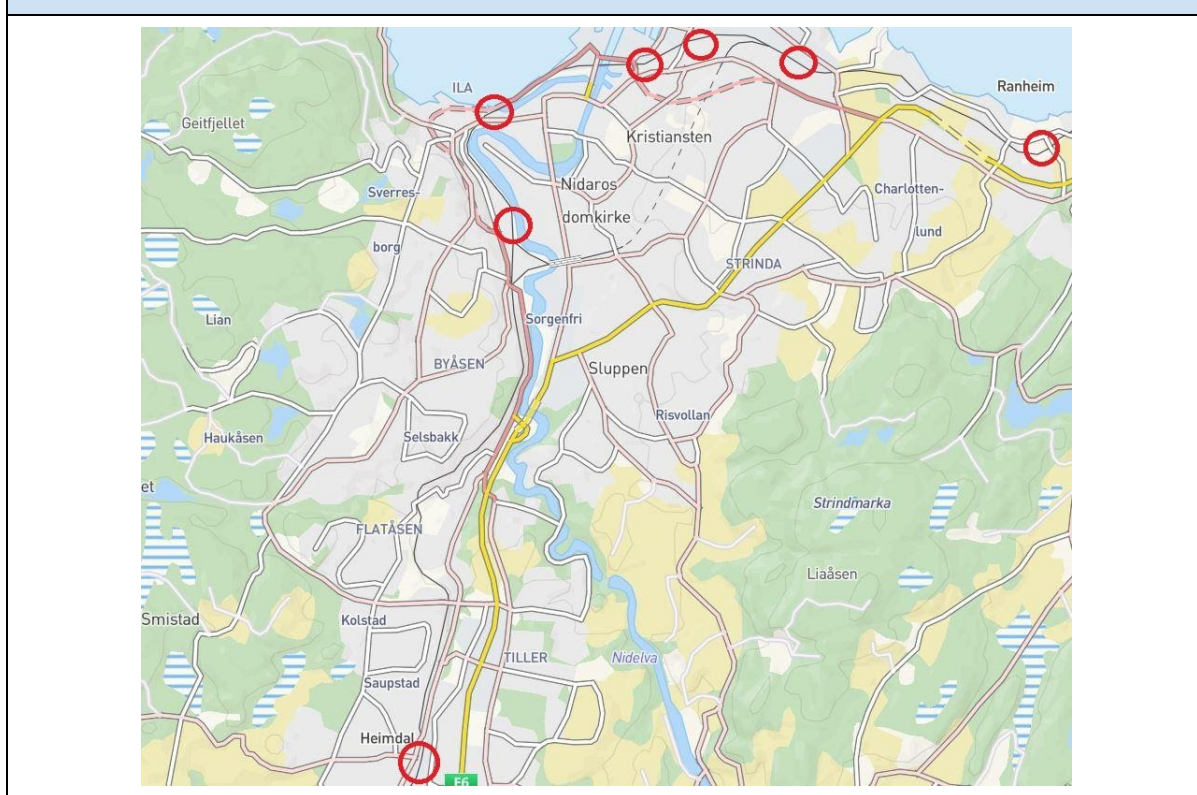 Ranheim
ILA
Geitfjellet
Kristiansten
Nidaros
domkirke
Sverres-
borg
Charlotten-
lund
STRINDA
Lian
Sorgenfri
BYÅSEN
Sluppen
Risvollan
Haukåsen
Selsbakk
et
Strindmarka
FLATÅSEN
Liaåsen
Smistad
Kolstad
TILLER
Nidelva
Saupstad
Heimdal
E6